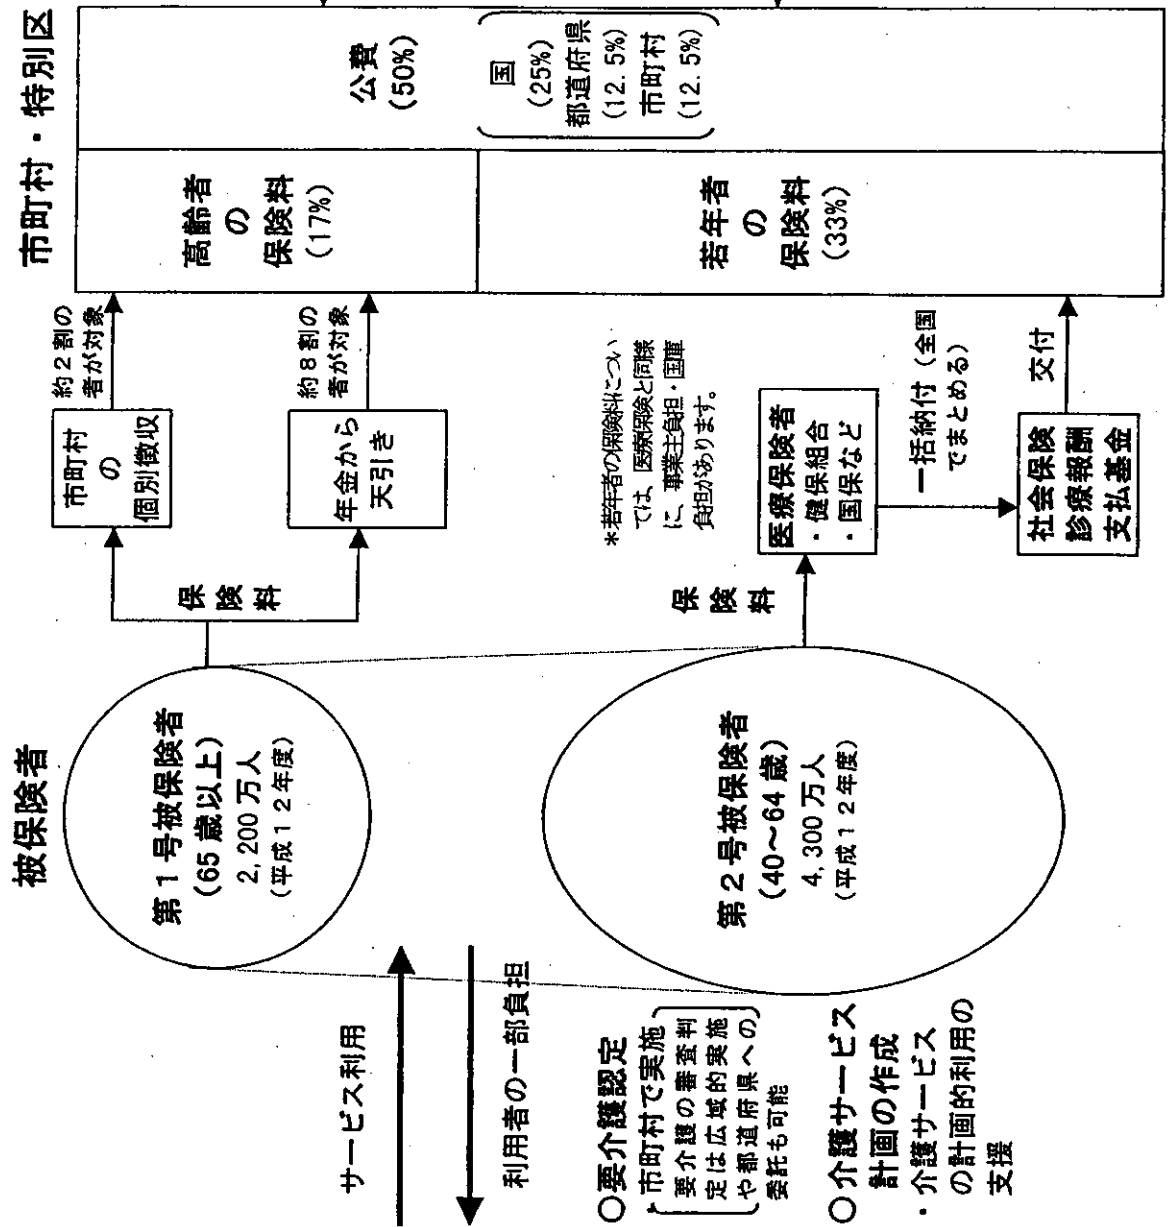 市町村・特別区
公費
(50%)
国
(25%)
都道府県
(12.5%)
市町村
(12.5%)
高齢者
の
保険料
(17%)
若年者
の
保険料
(33%)
約2割の
者が対象
約8割の
者が対象
市町村
の
個別徴収
年金から
天引き
*若年者の保険料につい
ては、医療保険と同様
に、事業主負担・国庫
負担があります。
医療保険者
・健保組合
・国保など
一括納付(全国
でまとめる)
社会保険
診療報酬
支払基金
交付
保険料
保険料
被保険者
第1号被保険者
(65歳以上)
2,200万人
(平成12年度)
第2号被保険者
(40～64歳)
4,300万人
(平成12年度)
サービス利用
利用者の一部負担
○要介護認定
・市町村で実施
要介護の審査判
定は広域的実施
や都道府県への
委託も可能
○介護サービス
計画の作成
・介護サービス
の計画的利用の
支援